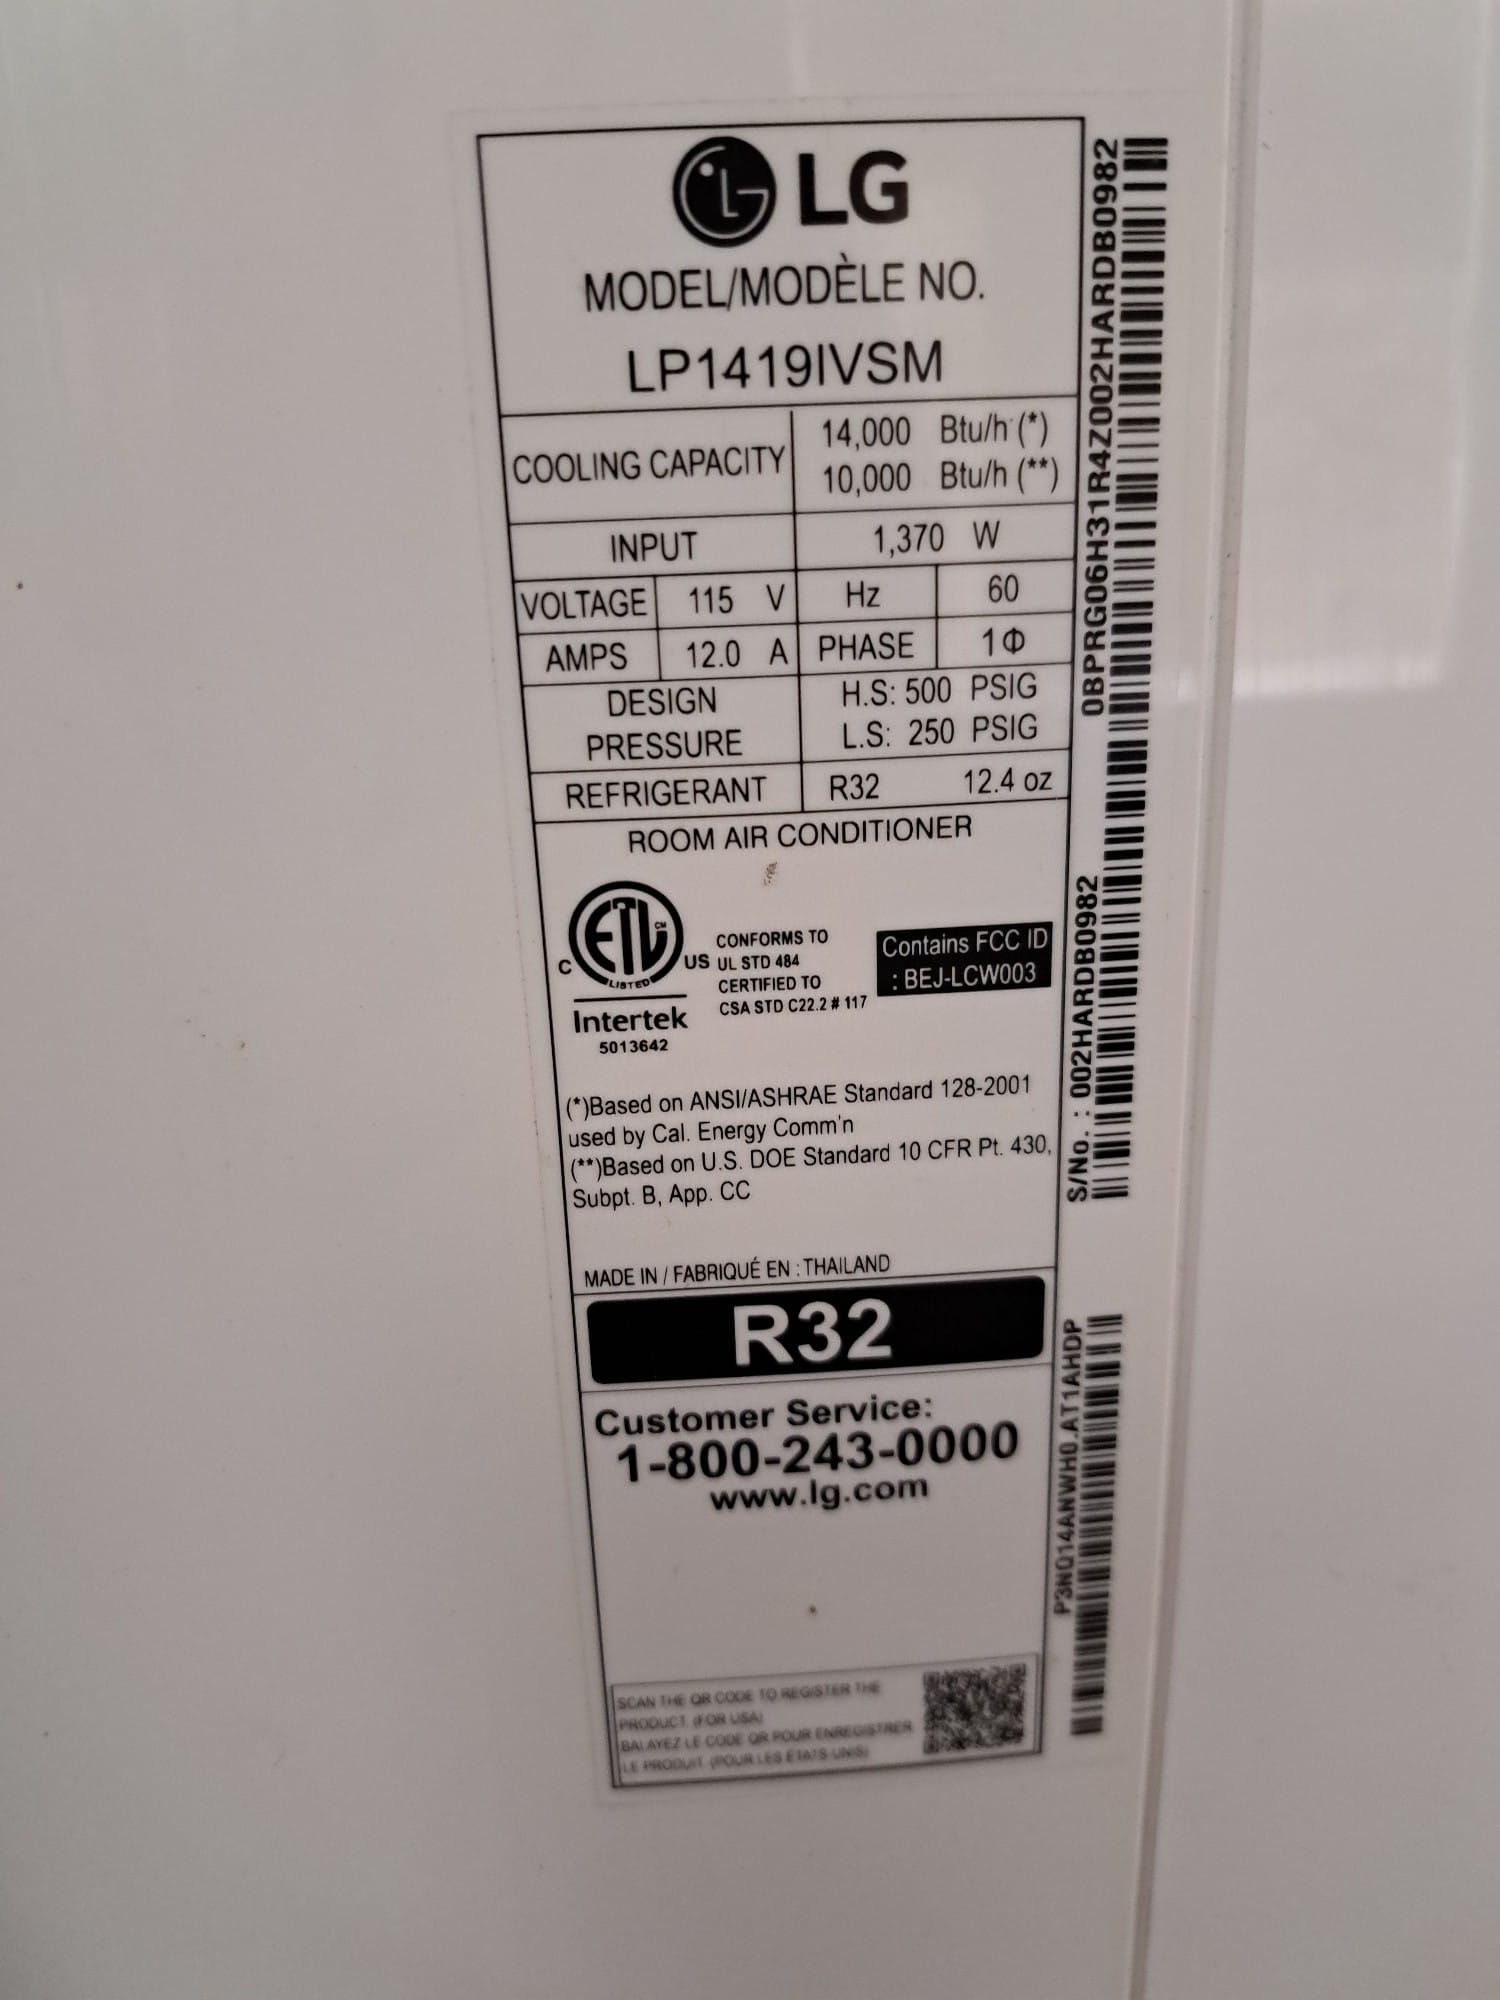 LG
MODEL/MODÈLE NO.
LP1419IVSM
COOLING CAPACITY 14,000 Btu/h (*)
10,000 Btu/h (**)
INPUT 1,370 W
VOLTAGE 115 V Hz 60
AMPS 12.0 A PHASE 1Φ
DESIGN PRESSURE H.S: 500 PSIG
L.S: 250 PSIG
REFRIGERANT R32 12.4 oz
ROOM AIR CONDITIONER
C ETL CM US LISTED
Intertek
5013642
CONFORMS TO
UL STD 484
CERTIFIED TO
CSA STD C22.2 # 117
Contains FCC ID
: BEJ-LCW003
(*)Based on ANSI/ASHRAE Standard 128-2001
used by Cal. Energy Comm'n
(**)Based on U.S. DOE Standard 10 CFR Pt. 430,
Subpt. B, App. CC
MADE IN / FABRIQUÉ EN : THAILAND
R32
Customer Service:
1-800-243-0000
www.lg.com
SCAN THE QR CODE TO REGISTER THE
PRODUCT. (FOR USA)
BALAYEZ LE CODE QR POUR ENREGISTRER
LE PRODUIT (POUR LES ÉTATS-UNIS)
0BPRG06H31R4Z002HARDB0982
S/No. : 002HARDB0982
P3NQ14ANWH0.AT1AHDP